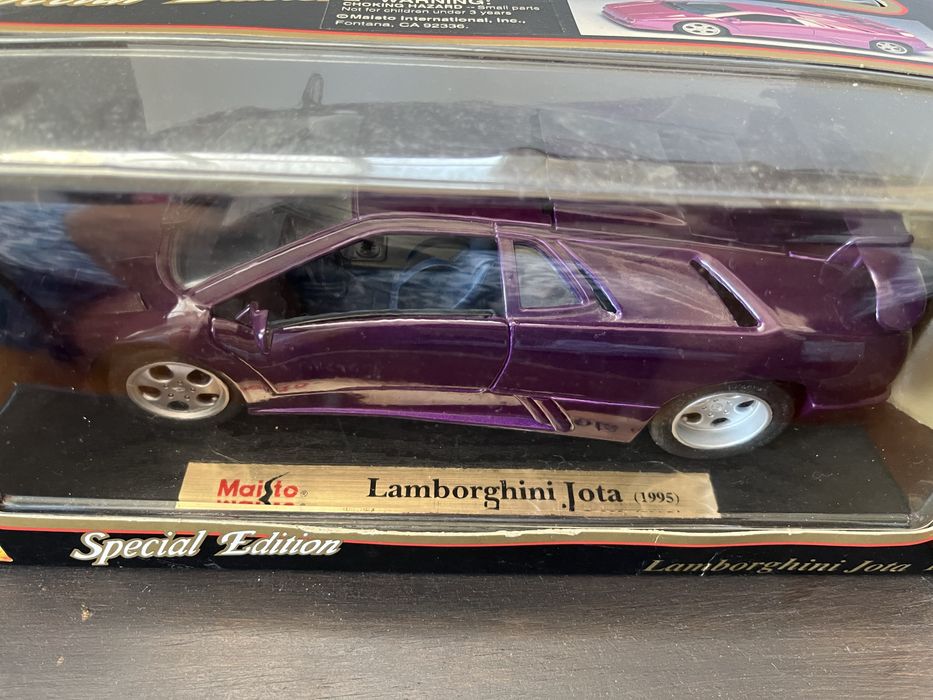 CHOKING HAZARD - Small parts
Not for children under 3 years
©Maisto International, Inc.,
Fontana, CA 92336.
Maisto®
Lamborghini Jota (1995)
Special Edition
Lamborghini Jota